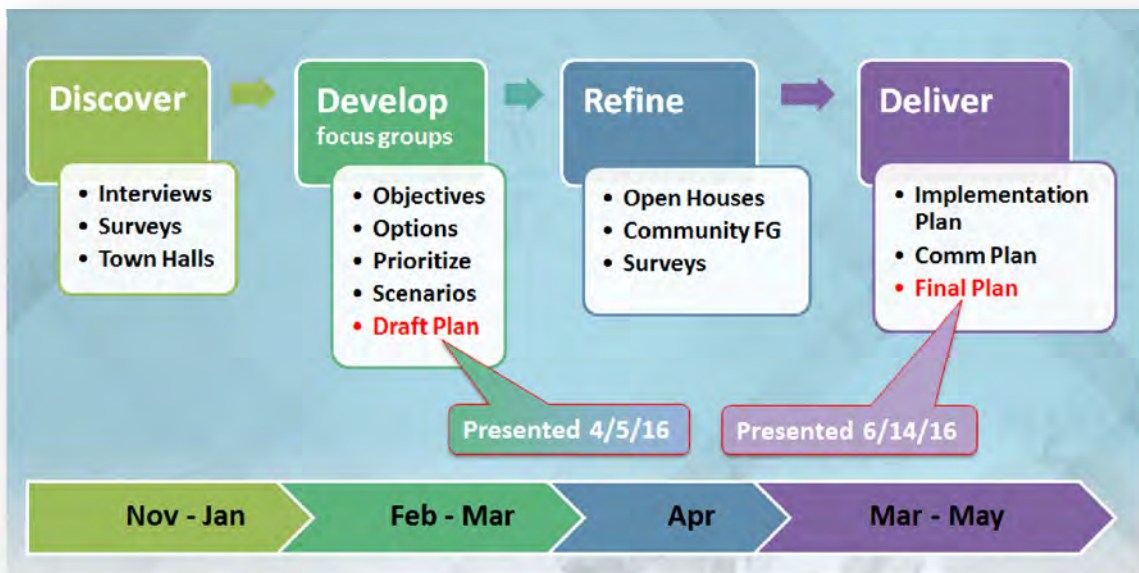 Discover
• Interviews
• Surveys
• Town Halls
Develop
focus groups
• Objectives
• Options
• Prioritize
• Scenarios
• Draft Plan
Refine
• Open Houses
• Community FG
• Surveys
Deliver
• Implementation
Plan
• Comm Plan
• Final Plan
Presented 4/5/16
Presented 6/14/16
Nov - Jan
Feb - Mar
Apr
Mar - May